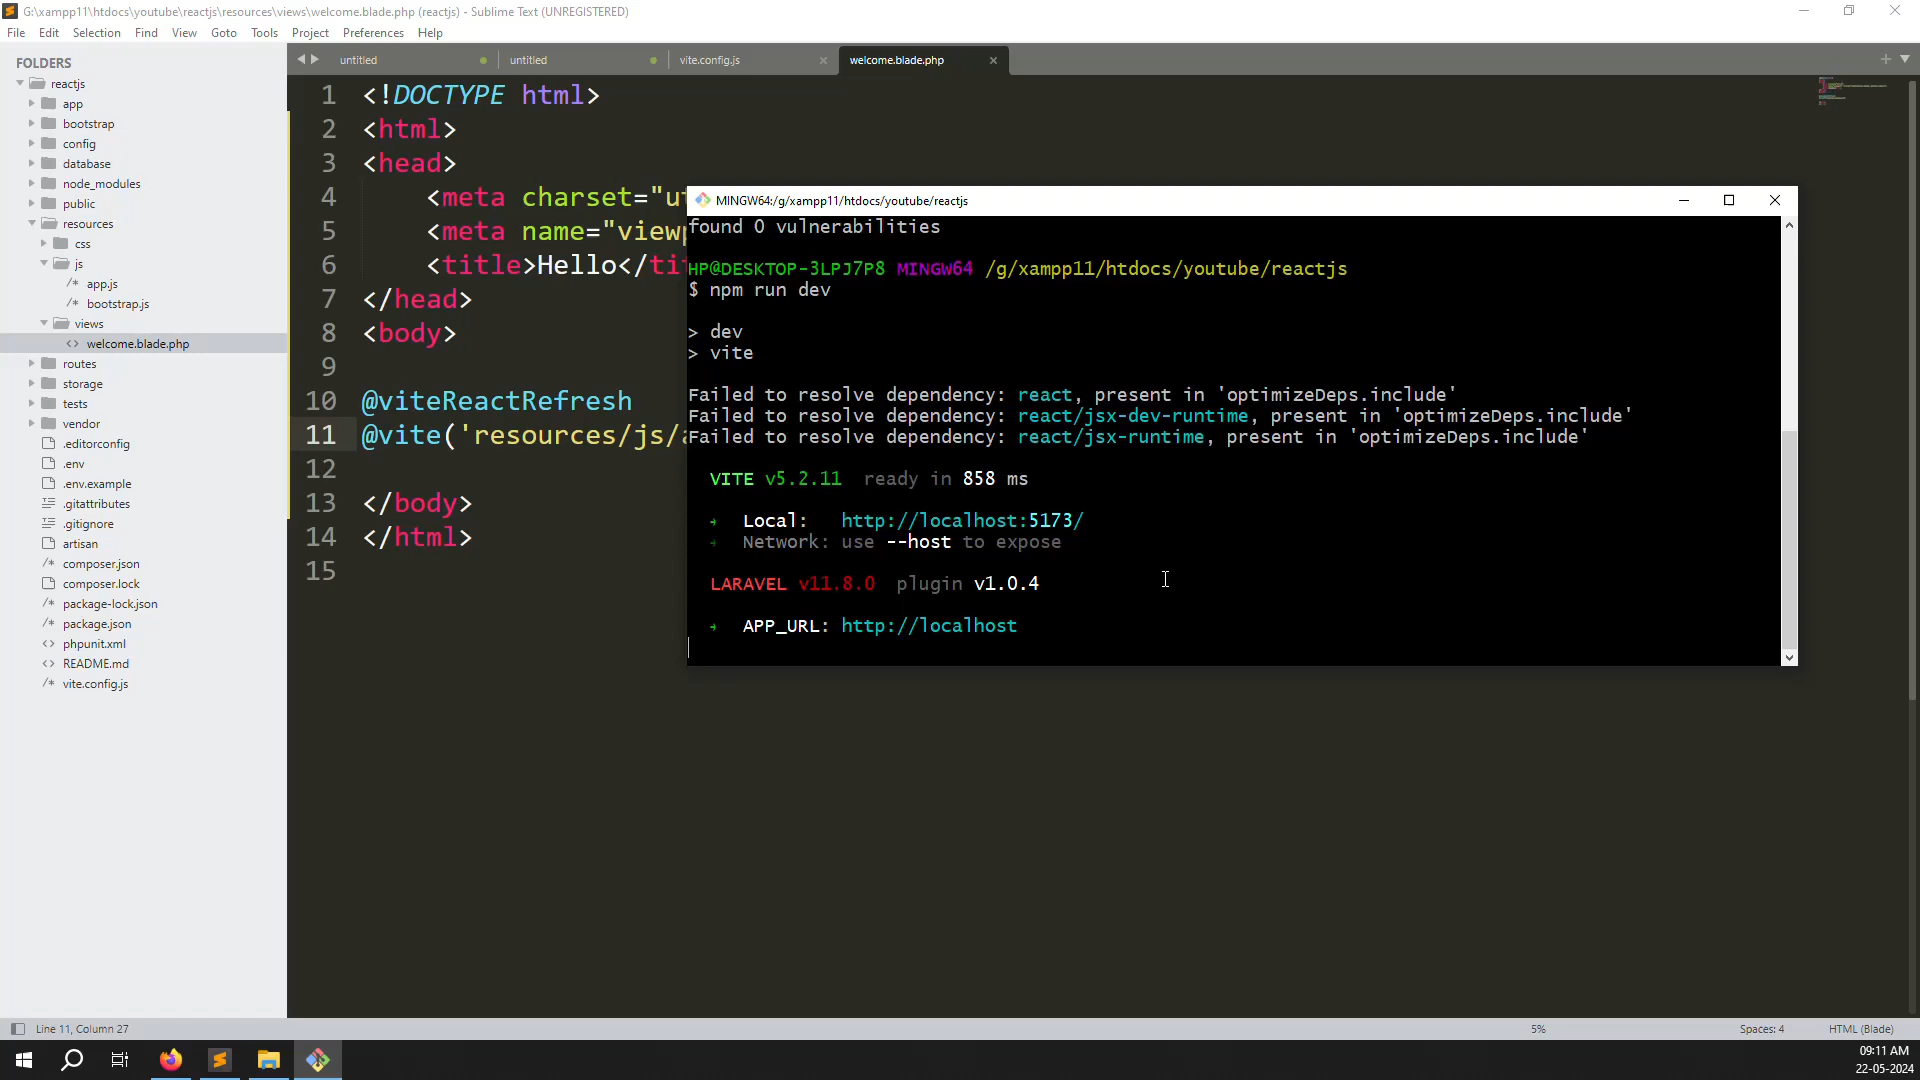 G:\xampp11\htdocs\youtube\reactjs\resources\views\welcome.blade.php (reactjs) - Sublime Text (UNREGISTERED)
File Edit Selection Find View Goto Tools Project Preferences Help
FOLDERS
reactjs
app
bootstrap
config
database
node_modules
public
resources
css
js
app.js
bootstrap.js
views
welcome.blade.php
routes
storage
tests
vendor
.editorconfig
.env
.env.example
.gitattributes
.gitignore
artisan
composer.json
composer.lock
package-lock.json
package.json
phpunit.xml
README.md
vite.config.js
untitled untitled vite.config.js welcome.blade.php
1 <!DOCTYPE html>
2 <html>
3 <head>
4 <meta charset="ut
5 <meta name="viewp
6 <title>Hello</ti
7 </head>
8 <body>
9
10 @viteReactRefresh
11 @vite('resources/js/a
12
13 </body>
14 </html>
15
MINGW64:/g/xampp11/htdocs/youtube/reactjs
found 0 vulnerabilities
HP@DESKTOP-3LPJ7P8 MINGW64 /g/xampp11/htdocs/youtube/reactjs
$ npm run dev
> dev
> vite
Failed to resolve dependency: react, present in 'optimizeDeps.include'
Failed to resolve dependency: react/jsx-dev-runtime, present in 'optimizeDeps.include'
Failed to resolve dependency: react/jsx-runtime, present in 'optimizeDeps.include'
VITE v5.2.11 ready in 858 ms
➜ Local: http://localhost:5173/
➜ Network: use --host to expose
LARAVEL v11.8.0 plugin v1.0.4
➜ APP_URL: http://localhost
Line 11, Column 27 5% Spaces: 4 HTML (Blade)
09:11 AM
22-05-2024